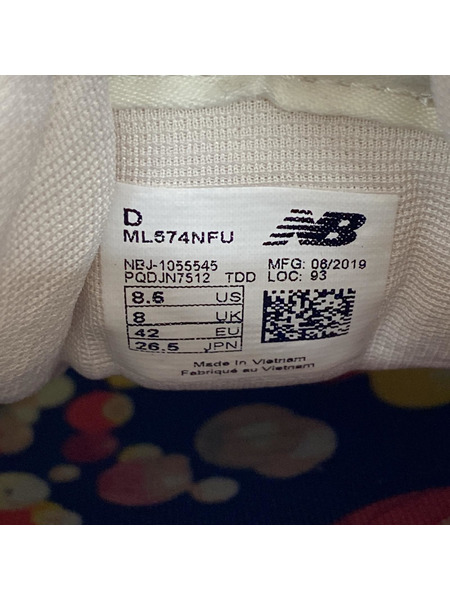 D
ML574NFU
NB
NBJ-1055545 MFG: 06/2019
PQDJN7512 TDD LOC: 93
8.5 US
8 UK
42 EU
26.5 JPN
Made in Vietnam
Fabriqué au Vietnam